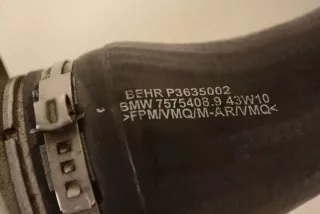 BEHR P3635002
BMW 7575408.9 43W10
>FPM/VMQ/M-AR/VMQ<